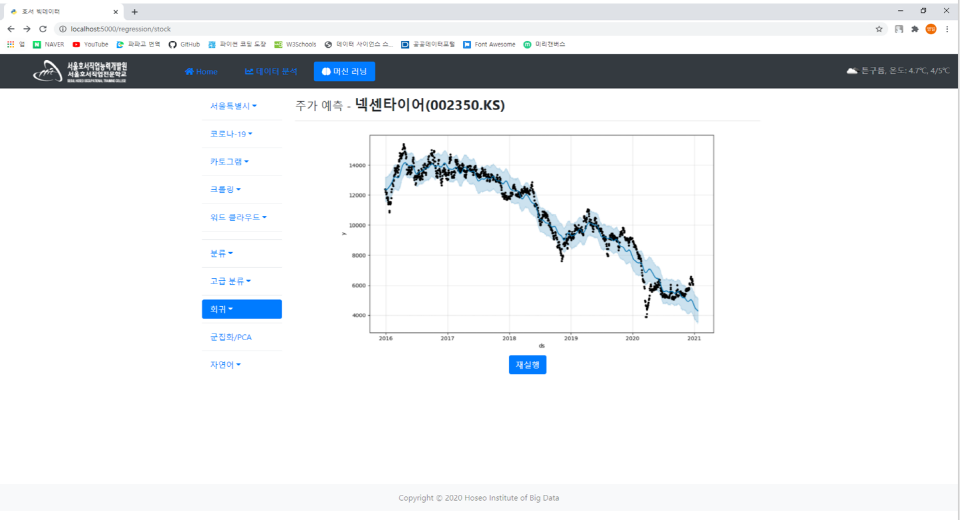 호서 빅데이터
localhost:5000/regression/stock
앱 NAVER YouTube 파파고 번역 GitHub 파이썬 코딩 도장 W3Schools 데이터 사이언스 스... 공공데이터포털 Font Awesome 미리캔버스
서울호서직업능력개발원
서울호서직업전문학교
Home 데이터 분석 머신 러닝
튼구름, 온도: 4.7℃, 4/5℃
서울특별시
코로나-19
카토그램
크롤링
워드 클라우드
분류
고급 분류
회귀
군집화/PCA
자연어
주가 예측 - 넥센타이어(002350.KS)
14000
12000
10000
8000
6000
4000
y
2016 2017 2018 2019 2020 2021
ds
재실행
Copyright © 2020 Hoseo Institute of Big Data